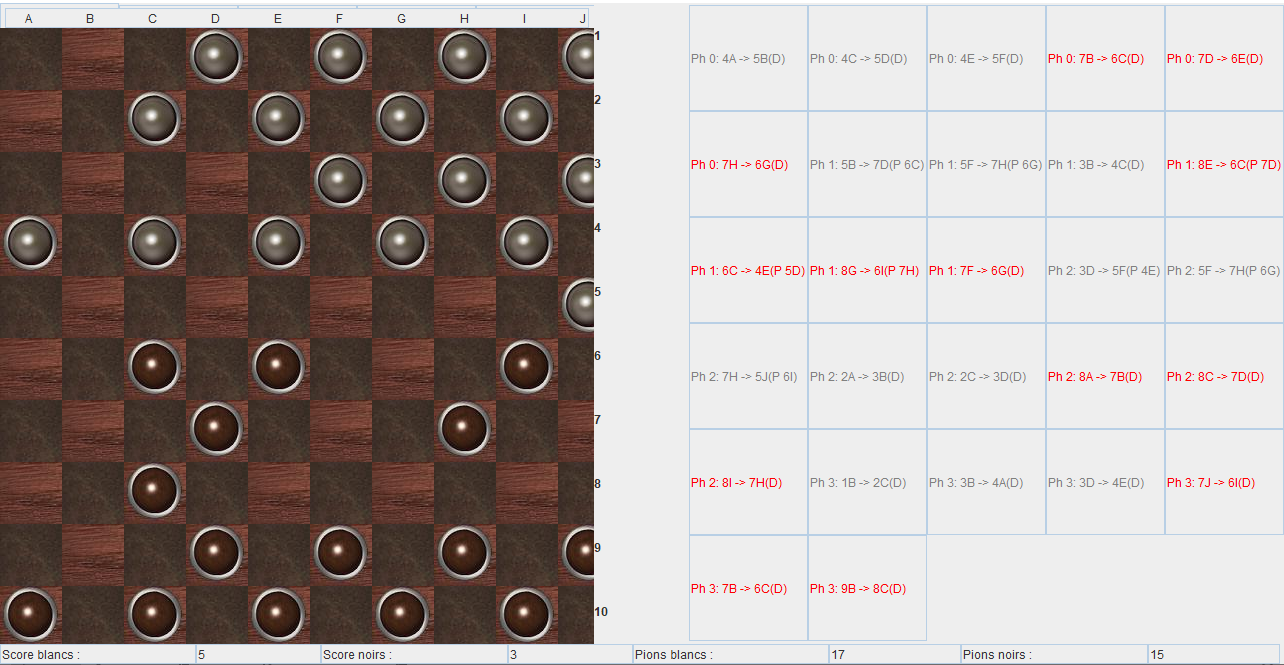 A B C D E F G H I J
1
2
3
4
5
6
7
8
9
10
Ph 0: 4A -> 5B(D) Ph 0: 4C -> 5D(D) Ph 0: 4E -> 5F(D) Ph 0: 7B -> 6C(D) Ph 0: 7D -> 6E(D)
Ph 0: 7H -> 6G(D) Ph 1: 5B -> 7D(P 6C) Ph 1: 5F -> 7H(P 6G) Ph 1: 3B -> 4C(D) Ph 1: 8E -> 6C(P 7D)
Ph 1: 6C -> 4E(P 5D) Ph 1: 8G -> 6I(P 7H) Ph 1: 7F -> 6G(D) Ph 2: 3D -> 5F(P 4E) Ph 2: 5F -> 7H(P 6G)
Ph 2: 7H -> 5J(P 6I) Ph 2: 2A -> 3B(D) Ph 2: 2C -> 3D(D) Ph 2: 8A -> 7B(D) Ph 2: 8C -> 7D(D)
Ph 2: 8I -> 7H(D) Ph 3: 1B -> 2C(D) Ph 3: 3B -> 4A(D) Ph 3: 3D -> 4E(D) Ph 3: 7J -> 6I(D)
Ph 3: 7B -> 6C(D) Ph 3: 9B -> 8C(D)
Score blancs : 5 Score noirs : 3 Pions blancs : 17 Pions noirs : 15